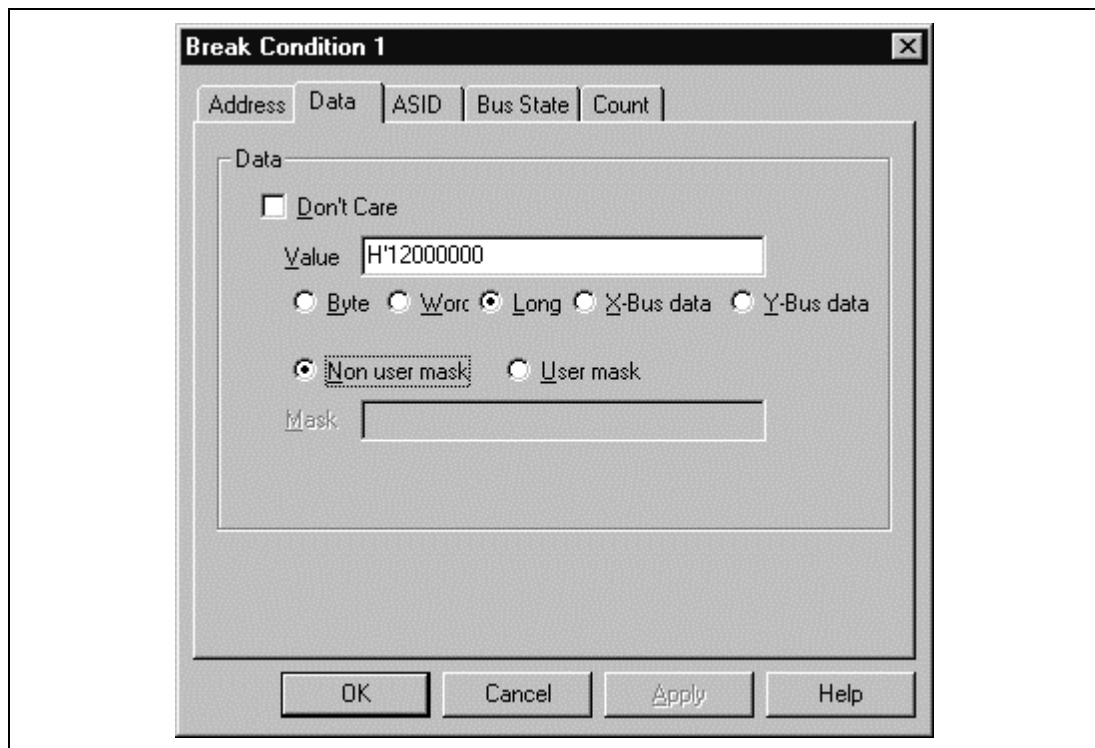 Break Condition 1
Address Data ASID Bus State Count
Data
Don't Care
Value H'12000000
Byte Worc Long X-Bus data Y-Bus data
Non user mask User mask
Mask
OK Cancel Apply Help